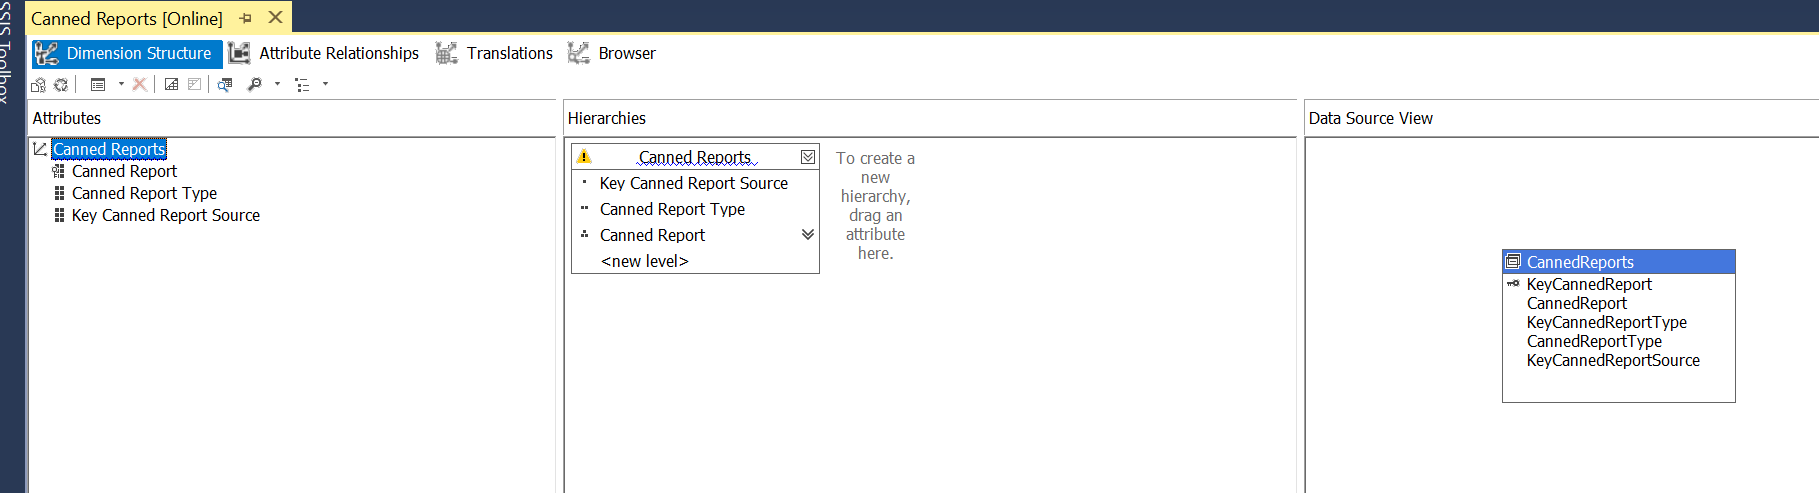 SSIS Toolbox
Canned Reports [Online]
Dimension Structure Attribute Relationships Translations Browser
Attributes
Canned Reports
Canned Report
Canned Report Type
Key Canned Report Source
Hierarchies
Canned Reports
Key Canned Report Source
Canned Report Type
Canned Report
<new level>
To create a
new
hierarchy,
drag an
attribute
here.
Data Source View
CannedReports
KeyCannedReport
CannedReport
KeyCannedReportType
CannedReportType
KeyCannedReportSource